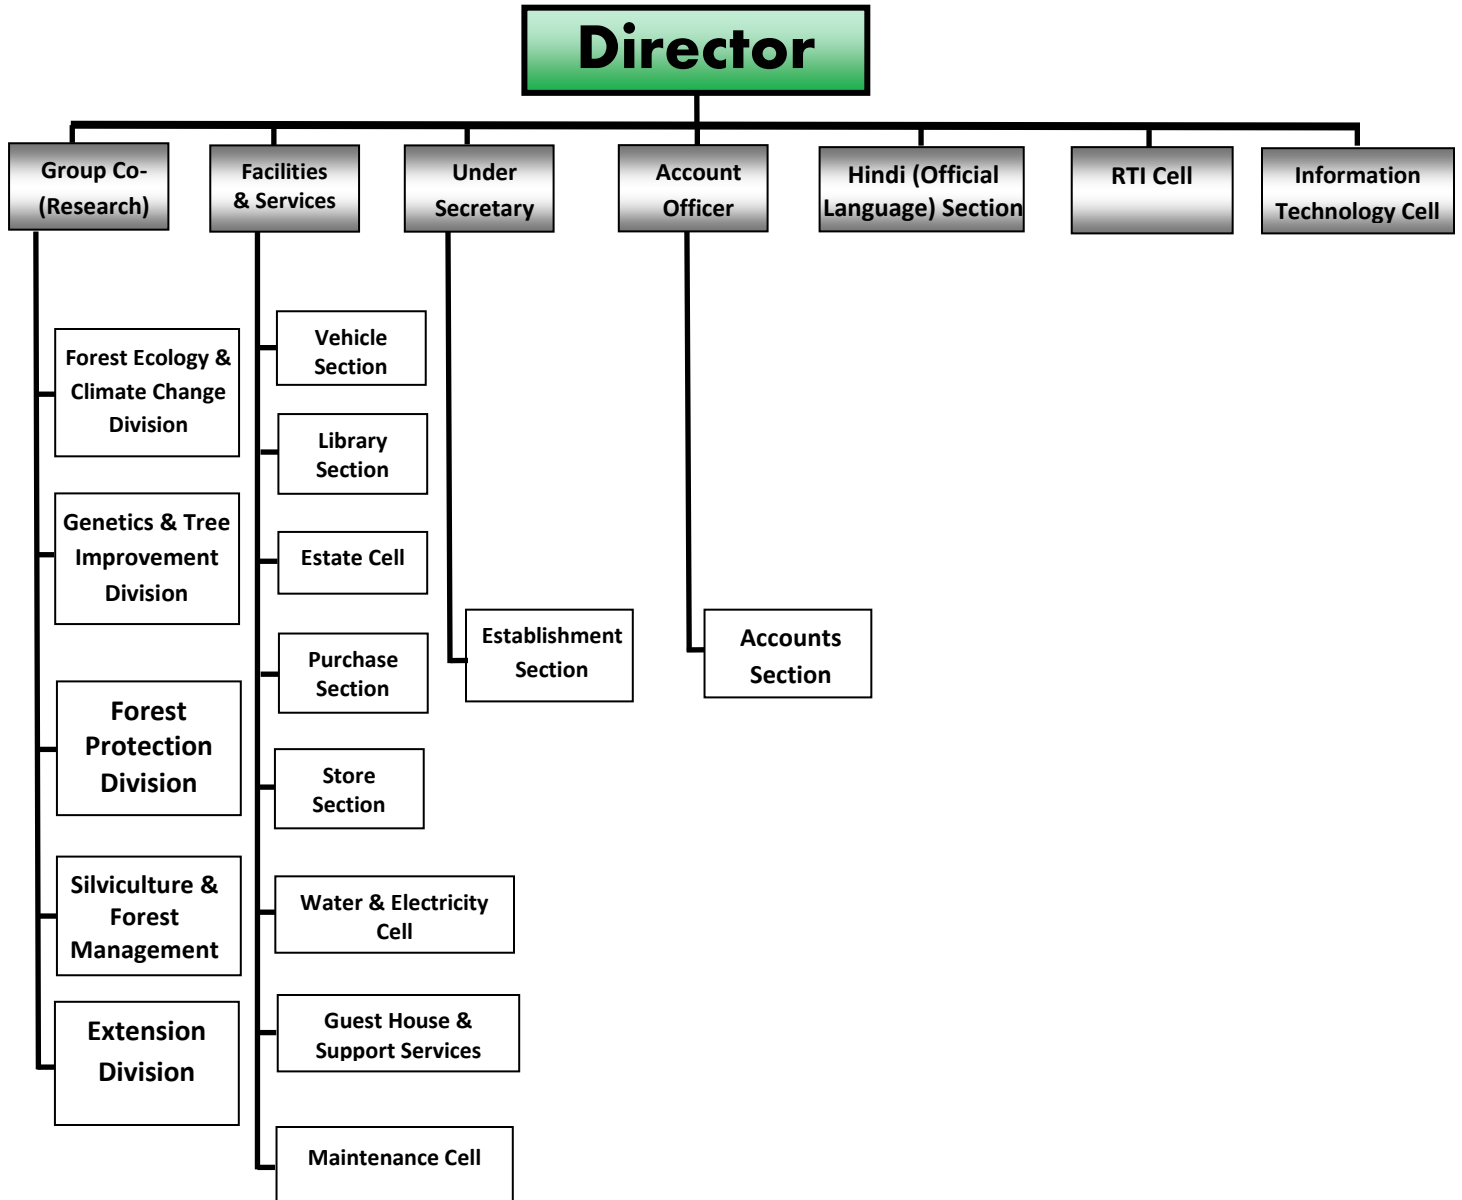 Director
Group Co-
(Research)
Facilities
& Services
Under
Secretary
Account
Officer
Hindi (Official
Language) Section
RTI Cell
Information
Technology Cell
Forest Ecology &
Climate Change
Division
Genetics & Tree
Improvement
Division
Forest
Protection
Division
Silviculture &
Forest
Management
Extension
Division
Vehicle
Section
Library
Section
Estate Cell
Purchase
Section
Store
Section
Water & Electricity
Cell
Guest House &
Support Services
Maintenance Cell
Establishment
Section
Accounts
Section